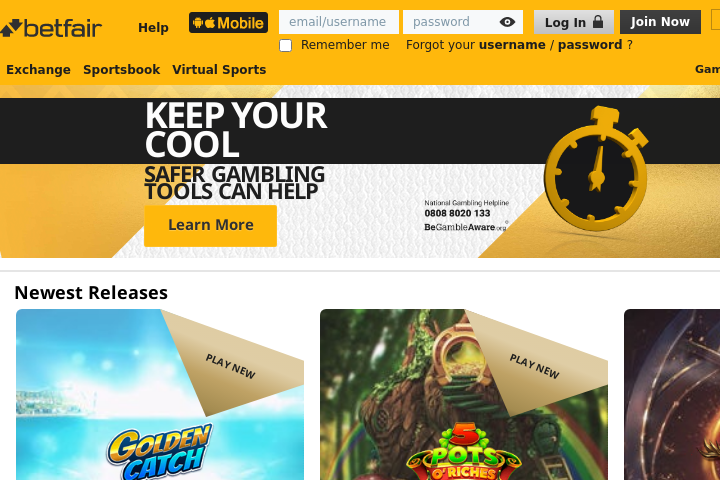 betfair
Help
Mobile
email/username
password
Log In
Join Now
Remember me
Forgot your username / password ?
Exchange
Sportsbook
Virtual Sports
Gam
KEEP YOUR
COOL
SAFER GAMBLING
TOOLS CAN HELP
Learn More
National Gambling Helpline
0808 8020 133
BeGambleAware.org
Newest Releases
PLAY NEW
GOLDEN
CATCH
PLAY NEW
5
POTS
O'RICHES